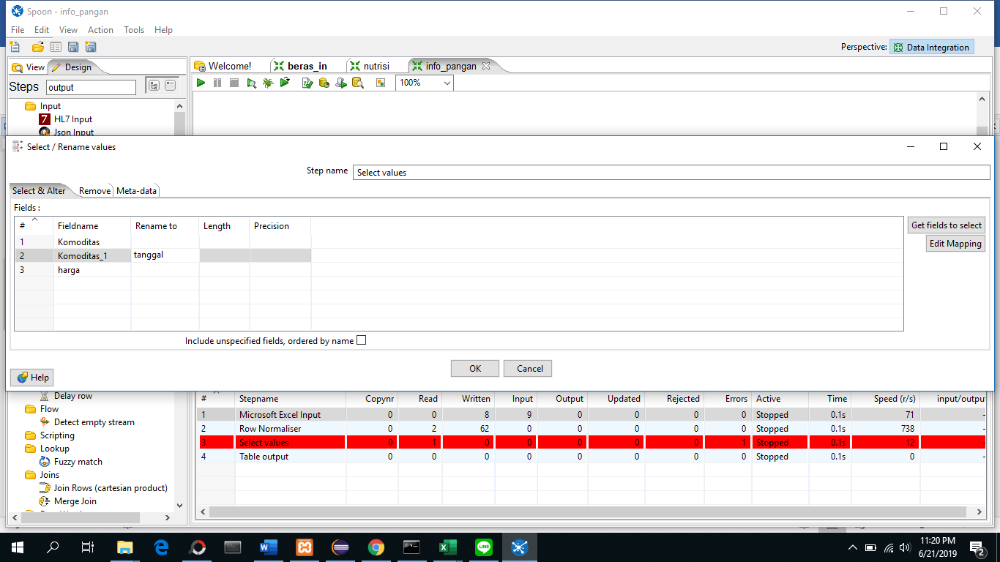 Spoon - info_pangan
File Edit View Action Tools Help
Perspective: Data Integration
View Design
Welcome! beras_in nutrisi info_pangan
Steps output
100%
Input
HL7 Input
Json Input
Select / Rename values
Step name Select values
Select & Alter Remove Meta-data
Fields :
# Fieldname Rename to Length Precision
1 Komoditas
2 Komoditas_1 tanggal
3 harga
Get fields to select
Edit Mapping
Include unspecified fields, ordered by name
OK Cancel
Help
Delay row
Flow
Detect empty stream
Scripting
Lookup
Fuzzy match
Joins
Join Rows (cartesian product)
Merge Join
# Stepname Copynr Read Written Input Output Updated Rejected Errors Active Time Speed (r/s) input/outpu
1 Microsoft Excel Input 0 0 8 9 0 0 0 0 Stopped 0.1s 71 -
2 Row Normaliser 0 2 62 0 0 0 0 0 Stopped 0.1s 738 -
3 Select values 0 1 0 0 0 0 0 1 Stopped 0.1s 12 -
4 Table output 0 0 0 0 0 0 0 0 Stopped 0.1s 0 -
11:20 PM
6/21/2019
2